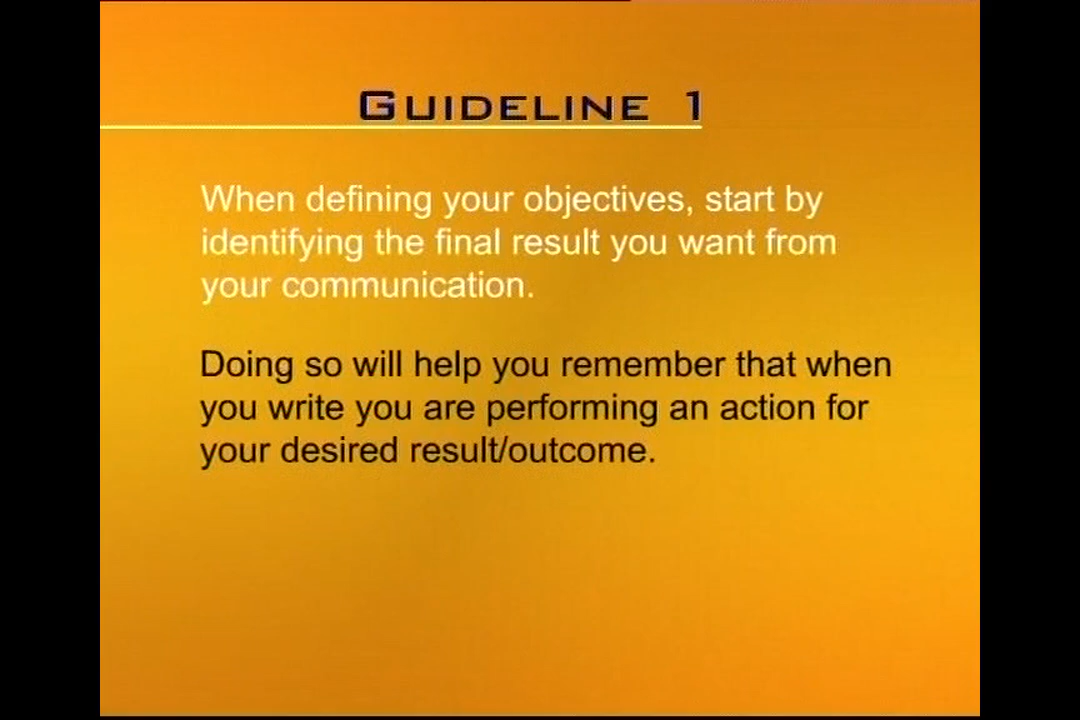 GUIDELINE 1
When defining your objectives, start by
identifying the final result you want from
your communication.
Doing so will help you remember that when
you write you are performing an action for
your desired result/outcome.